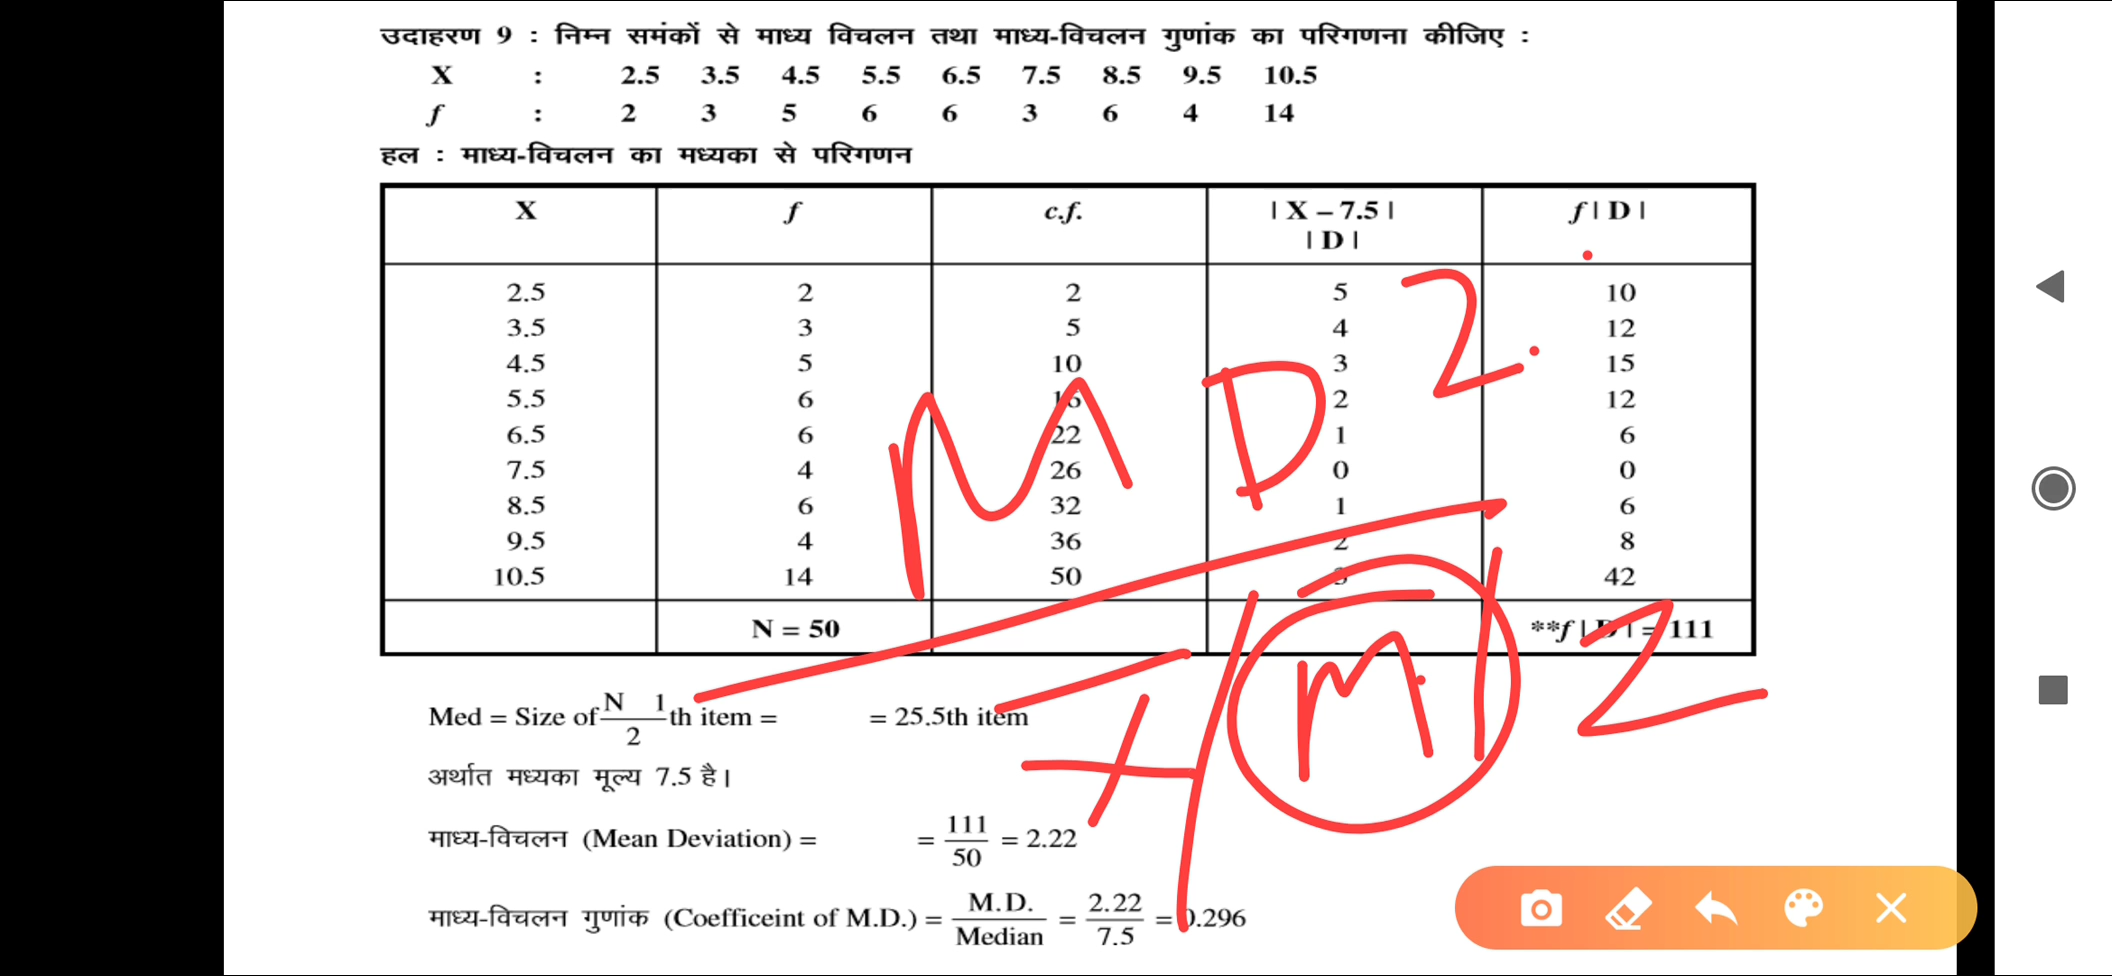 उदाहरण 9 : निम्न समंकों से माध्य विचलन तथा माध्य-विचलन गुणांक का परिगणना कीजिए :
X : 2.5 3.5 4.5 5.5 6.5 7.5 8.5 9.5 10.5
f : 2 3 5 6 6 3 6 4 14
हल : माध्य-विचलन का मध्यका से परिगणन
X f c.f. | X – 7.5 | f | D |
| D |
2.5 2 2 5 10
3.5 3 5 4 12
4.5 5 10 3 15
5.5 6 16 2 12
6.5 6 22 1 6
7.5 4 26 0 0
8.5 6 32 1 6
9.5 4 36 2 8
10.5 14 50 3 42
N = 50 **f | D | = 111
Med = Size of N 1 th item = = 25.5th item
2
अर्थात मध्यका मूल्य 7.5 है।
माध्य-विचलन (Mean Deviation) = = 111/50 = 2.22
माध्य-विचलन गुणांक (Coefficeint of M.D.) = M.D./Median = 2.22/7.5 = 0.296
M D 2.
M
2